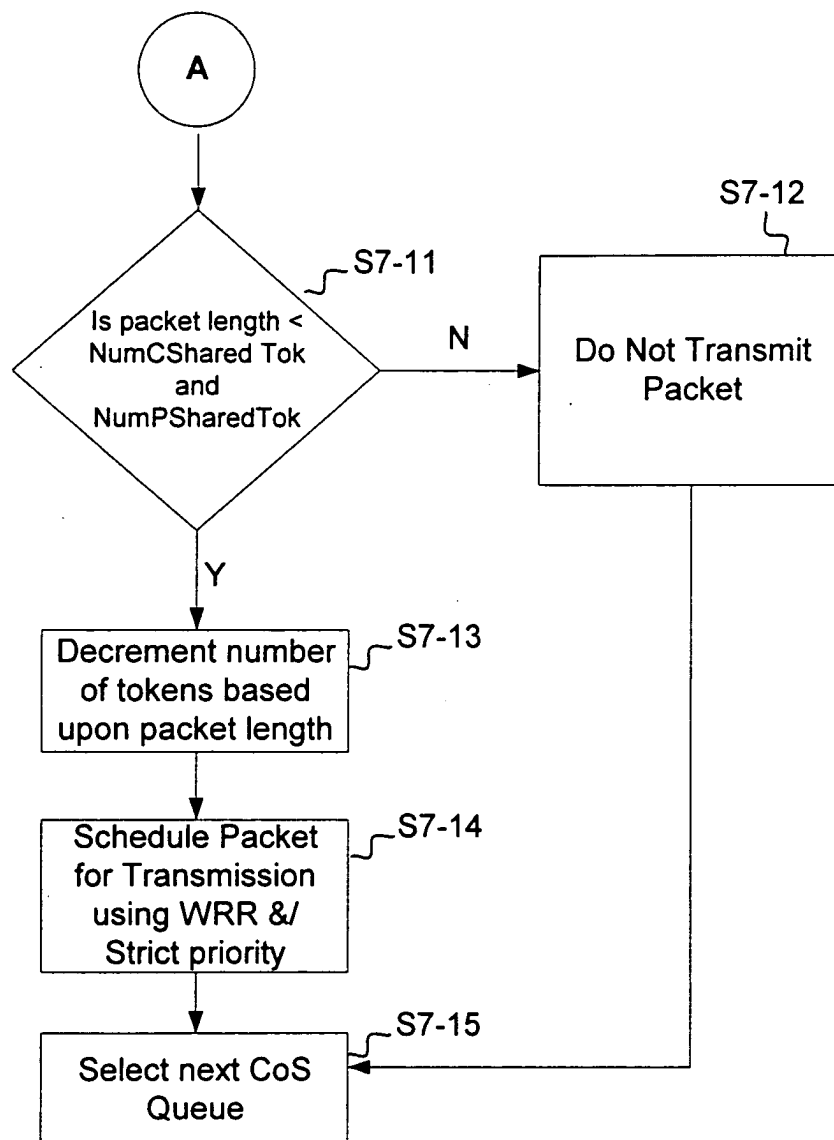 A
S7-12
S7-11
Is packet length <
NumCShared Tok
and
NumPSharedTok
N
Do Not Transmit
Packet
Y
S7-13
Decrement number
of tokens based
upon packet length
S7-14
Schedule Packet
for Transmission
using WRR &/
Strict priority
S7-15
Select next CoS
Queue